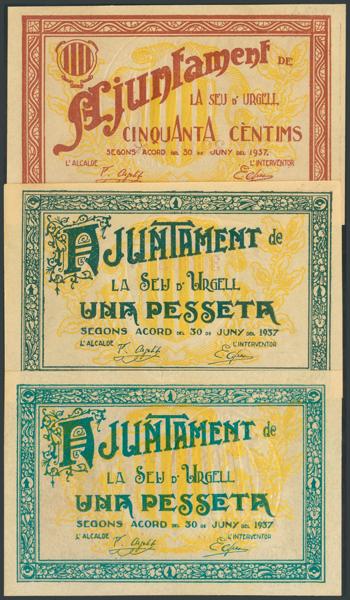 Ajuntament DE
LA SEU D' URGELL
CINQUANTA CÈNTIMS
SEGONS ACORD DEL 30 DE JUNY DEL 1937.
L'ALCALDE L'INTERVENTOR
AJUNTAMENT de
LA SEU D'URGELL
UNA PESSETA
SEGONS ACORD DEL 30 DE JUNY DEL 1937
L'ALCALDE L'INTERVENTOR
AJUNTAMENT de
LA SEU D'URGELL
UNA PESSETA
SEGONS ACORD DEL 30 DE JUNY DEL 1937
L'ALCALDE L'INTERVENTOR